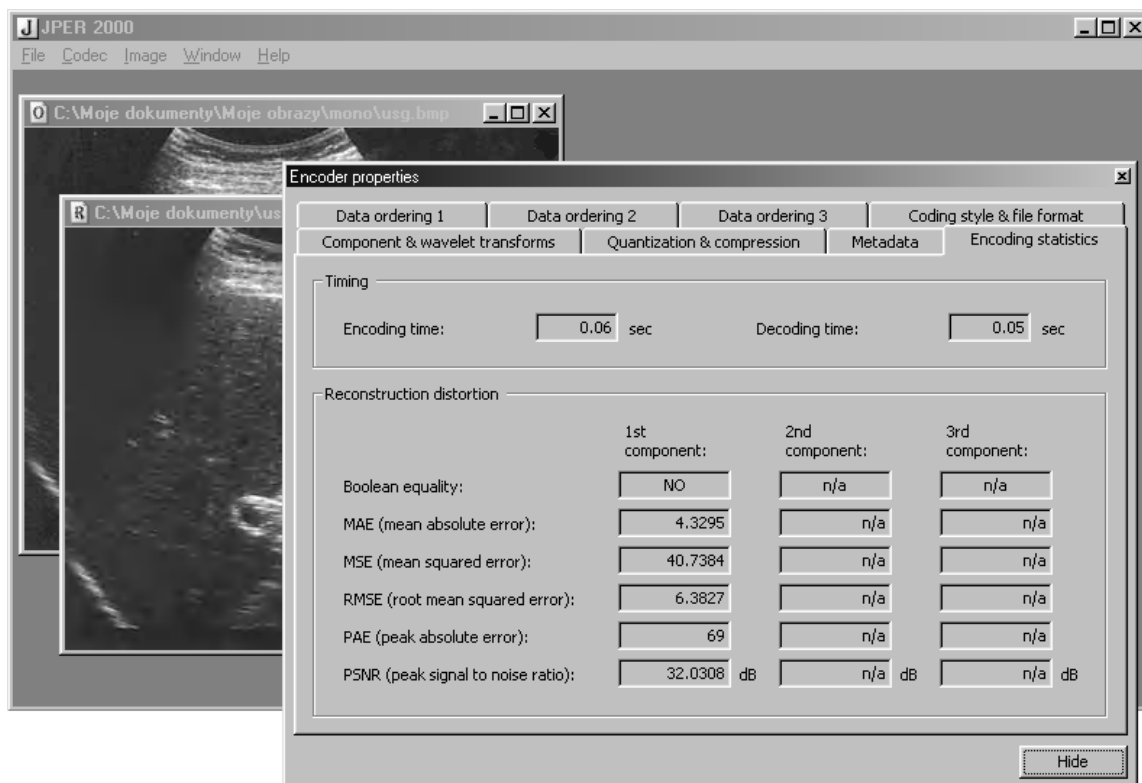 JPER 2000
File Codec Image Window Help
C:\Moje dokumenty\Moje obrazy\mono\usg.bmp
Encoder properties
C:\Moje dokumenty\us
Data ordering 1 Data ordering 2 Data ordering 3 Coding style & file format
Component & wavelet transforms Quantization & compression Metadata Encoding statistics
Timing
Encoding time: 0.06 sec Decoding time: 0.05 sec
Reconstruction distortion
1st component: 2nd component: 3rd component:
Boolean equality: NO n/a n/a
MAE (mean absolute error): 4.3295 n/a n/a
MSE (mean squared error): 40.7384 n/a n/a
RMSE (root mean squared error): 6.3827 n/a n/a
PAE (peak absolute error): 69 n/a n/a
PSNR (peak signal to noise ratio): 32.0308 dB n/a dB n/a dB
Hide